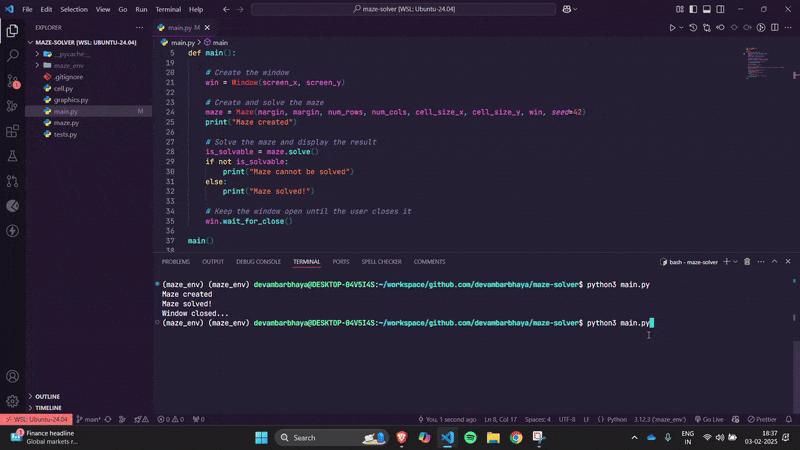 File Edit Selection View Go Run Terminal Help
maze-solver [WSL: Ubuntu-24.04]
EXPLORER
main.py M
MAZE-SOLVER [WSL: UBUNTU-24.04]
__pycache__
maze_env
.gitignore
cell.py
graphics.py
main.py M
maze.py
tests.py
main.py > main
5 def main():
20 # Create the window
21 win = Window(screen_x, screen_y)
22
23 # Create and solve the maze
24 maze = Maze(margin, margin, num_rows, num_cols, cell_size_x, cell_size_y, win, seed=42)
25 print("Maze created")
26
27 # Solve the maze and display the result
28 is_solvable = maze.solve()
29 if not is_solvable:
30 print("Maze cannot be solved")
31 else:
32 print("Maze solved!")
33
34 # Keep the window open until the user closes it
35 win.wait_for_close()
36
37 main()
38
PROBLEMS OUTPUT DEBUG CONSOLE TERMINAL PORTS SPELL CHECKER COMMENTS
bash - maze-solver
(maze_env) (maze_env) devambarbhaya@DESKTOP-04V5I4S:~/workspace/github.com/devambarbhaya/maze-solver$ python3 main.py
Maze created
Maze solved!
Window closed...
(maze_env) (maze_env) devambarbhaya@DESKTOP-04V5I4S:~/workspace/github.com/devambarbhaya/maze-solver$ python3 main.py
OUTLINE
TIMELINE
WSL: Ubuntu-24.04 main* 0 0 0 You, 1 second ago Ln 8, Col 17 Spaces: 4 UTF-8 LF Python 3.12.3 ('maze_env') Go Live Prettier
Finance headline
Global markets r...
Search
ENG
IN
18:37
03-02-2025